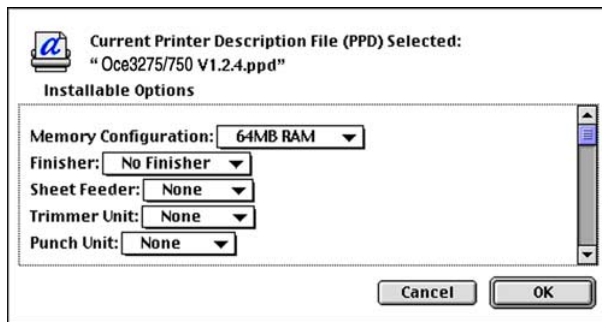 a
Current Printer Description File (PPD) Selected:
“ Oce3275/750 V1.2.4.ppd”
Installable Options
Memory Configuration: 64MB RAM
Finisher: No Finisher
Sheet Feeder: None
Trimmer Unit: None
Punch Unit: None
Cancel OK